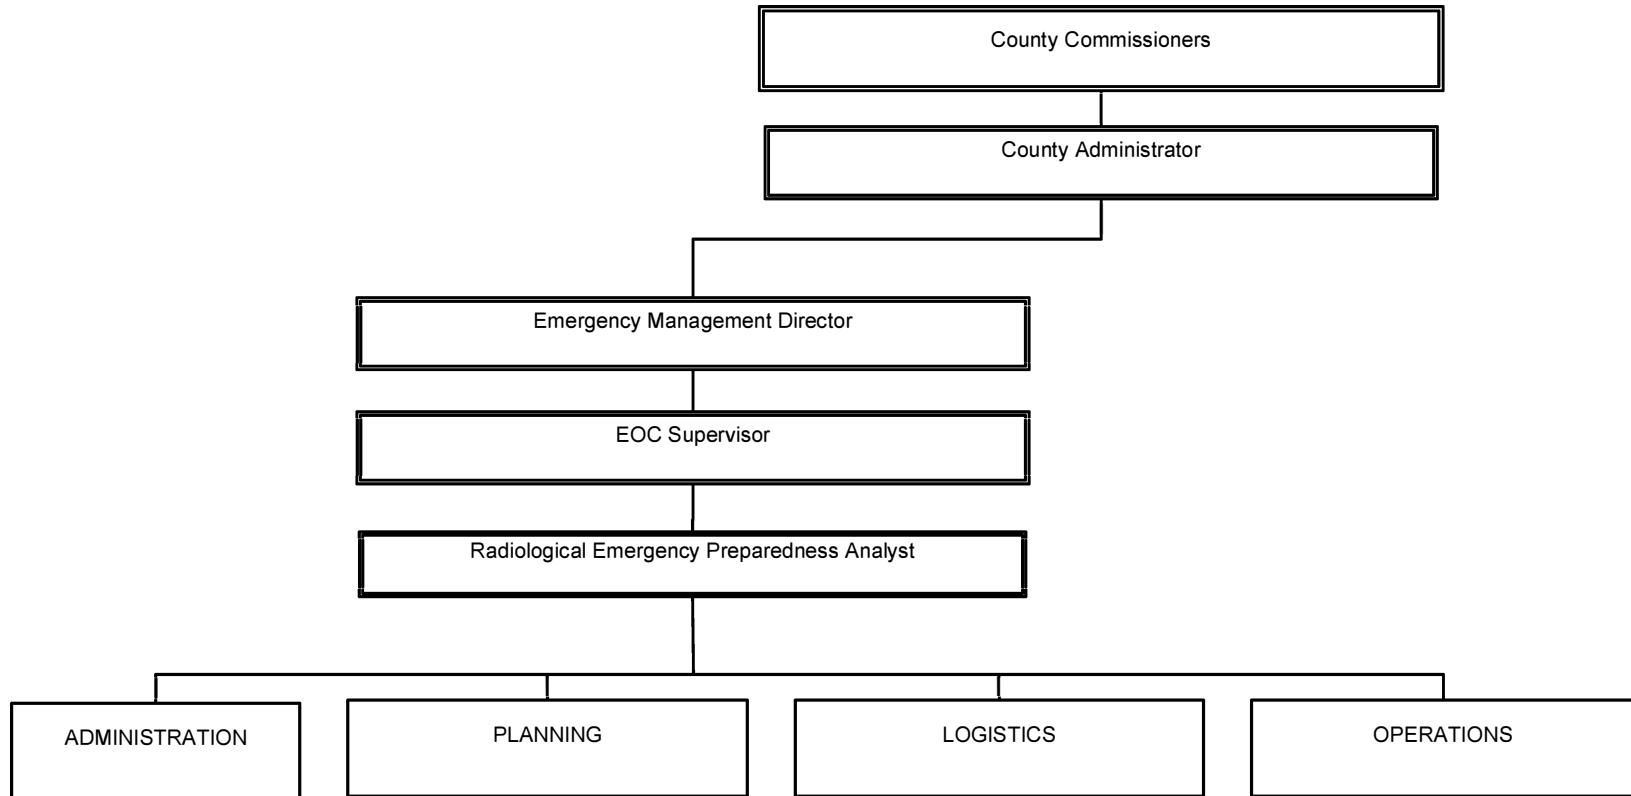 County Commissioners
County Administrator
Emergency Management Director
EOC Supervisor
Radiological Emergency Preparedness Analyst
ADMINISTRATION
PLANNING
LOGISTICS
OPERATIONS